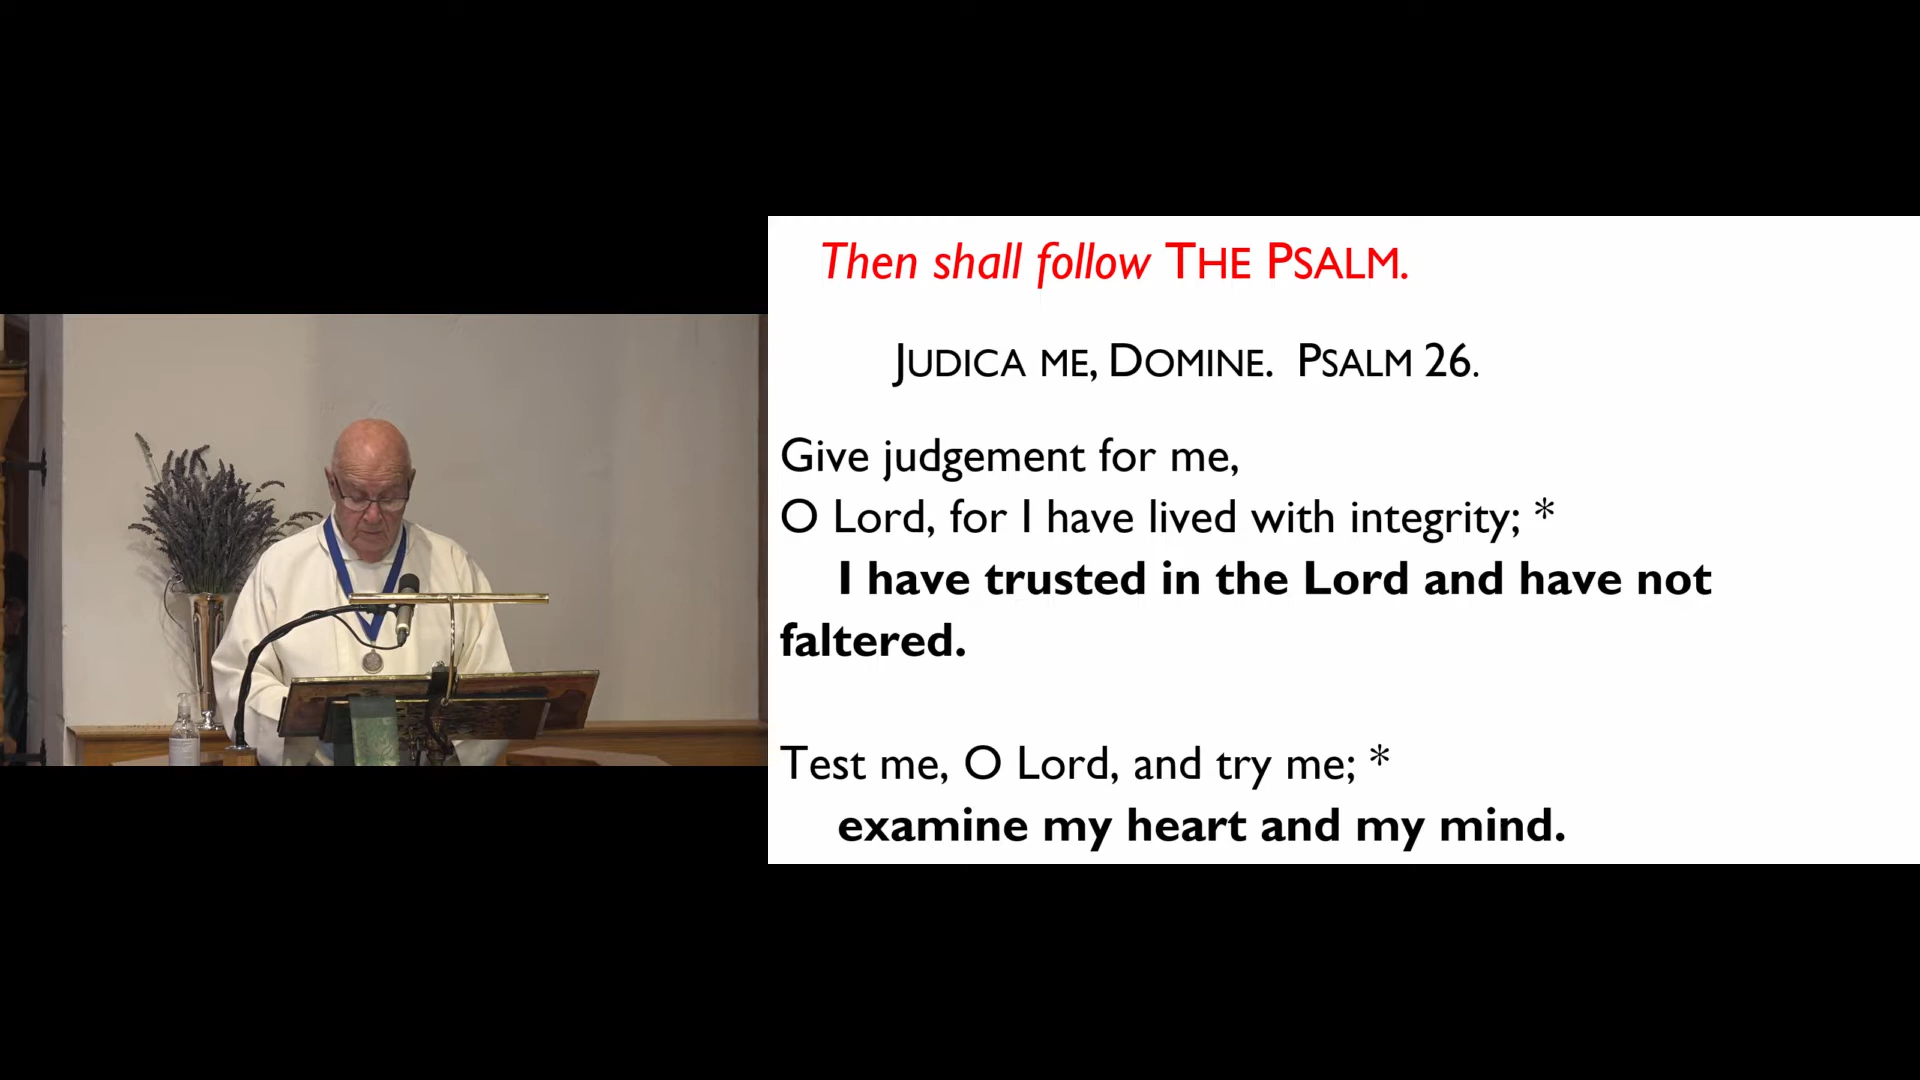 Then shall follow THE PSALM.
JUDICA ME, DOMINE. PSALM 26.
Give judgement for me,
O Lord, for I have lived with integrity; *
I have trusted in the Lord and have not
faltered.
Test me, O Lord, and try me; *
examine my heart and my mind.